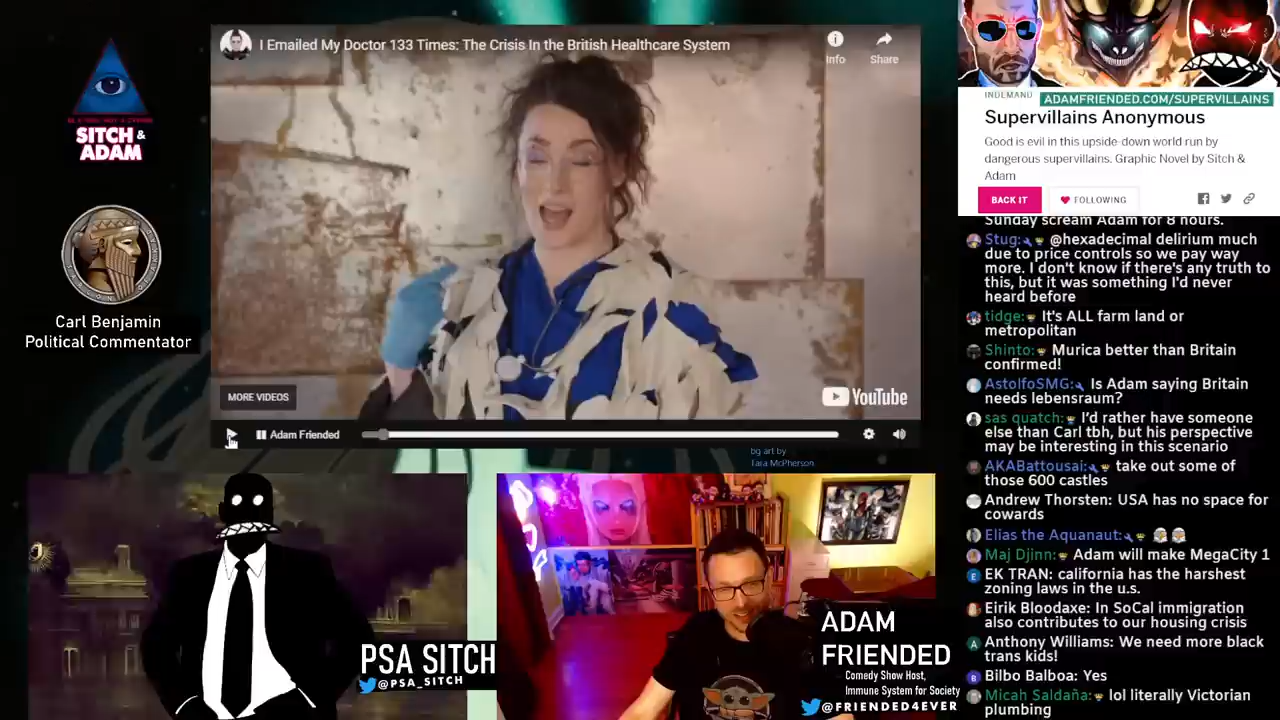 I Emailed My Doctor 133 Times: The Crisis In the British Healthcare System
Info
Share
MORE VIDEOS
YouTube
Adam Friended
bg art by
Tara McPherson
SITCH &
ADAM
Carl Benjamin
Political Commentator
PSA SITCH
@PSA_SITCH
ADAM
FRIENDED
Comedy Show Host,
Immune System for Society
@FRIENDED4EVER
INDEMAND
ADAMFRIENDED.COM/SUPERVILLAINS
Supervillains Anonymous
Good is evil in this upside-down world run by
dangerous supervillains. Graphic Novel by Sitch &
Adam
BACK IT
FOLLOWING
Sunday scream Adam for 8 hours.
Stug: @hexadecimal delirium much
due to price controls so we pay way
more. I don't know if there's any truth to
this, but it was something I'd never
heard before
tidge: It's ALL farm land or
metropolitan
Shinto: Murica better than Britain
confirmed!
AstolfoSMG: Is Adam saying Britain
needs lebensraum?
sas quatch: I'd rather have someone
else than Carl tbh, but his perspective
may be interesting in this scenario
AKABattousai: take out some of
those 600 castles
Andrew Thorsten: USA has no space for
cowards
Elias the Aquanaut:
Maj Djinn: Adam will make MegaCity 1
EK TRAN: california has the harshest
zoning laws in the u.s.
Eirik Bloodaxe: In SoCal immigration
also contributes to our housing crisis
Anthony Williams: We need more black
trans kids!
Bilbo Balboa: Yes
Micah Saldaña: lol literally Victorian
plumbing